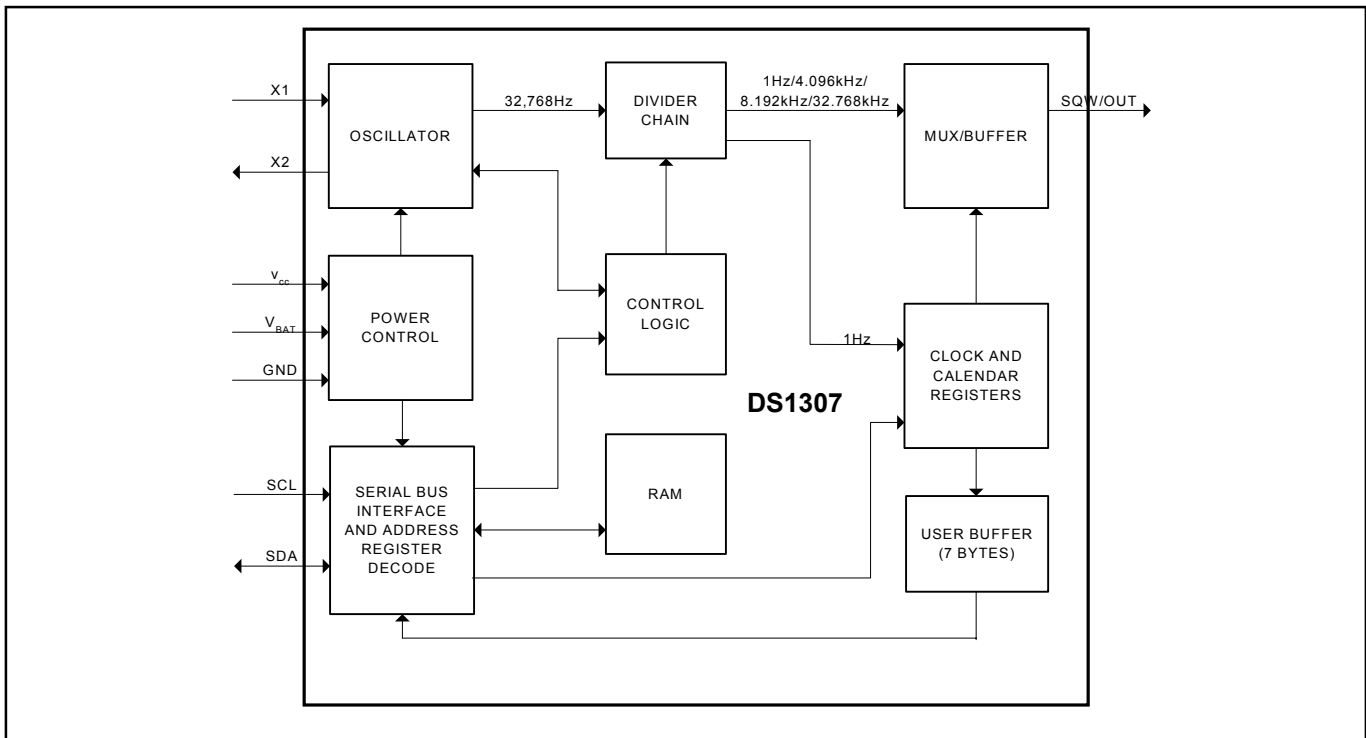 X1
X2
OSCILLATOR
32,768Hz
DIVIDER
CHAIN
1Hz/4.096kHz/
8.192kHz/32.768kHz
MUX/BUFFER
SQW/OUT
Vcc
VBAT
GND
POWER
CONTROL
CONTROL
LOGIC
1Hz
CLOCK AND
CALENDAR
REGISTERS
DS1307
SCL
SDA
SERIAL BUS
INTERFACE
AND ADDRESS
REGISTER
DECODE
RAM
USER BUFFER
(7 BYTES)